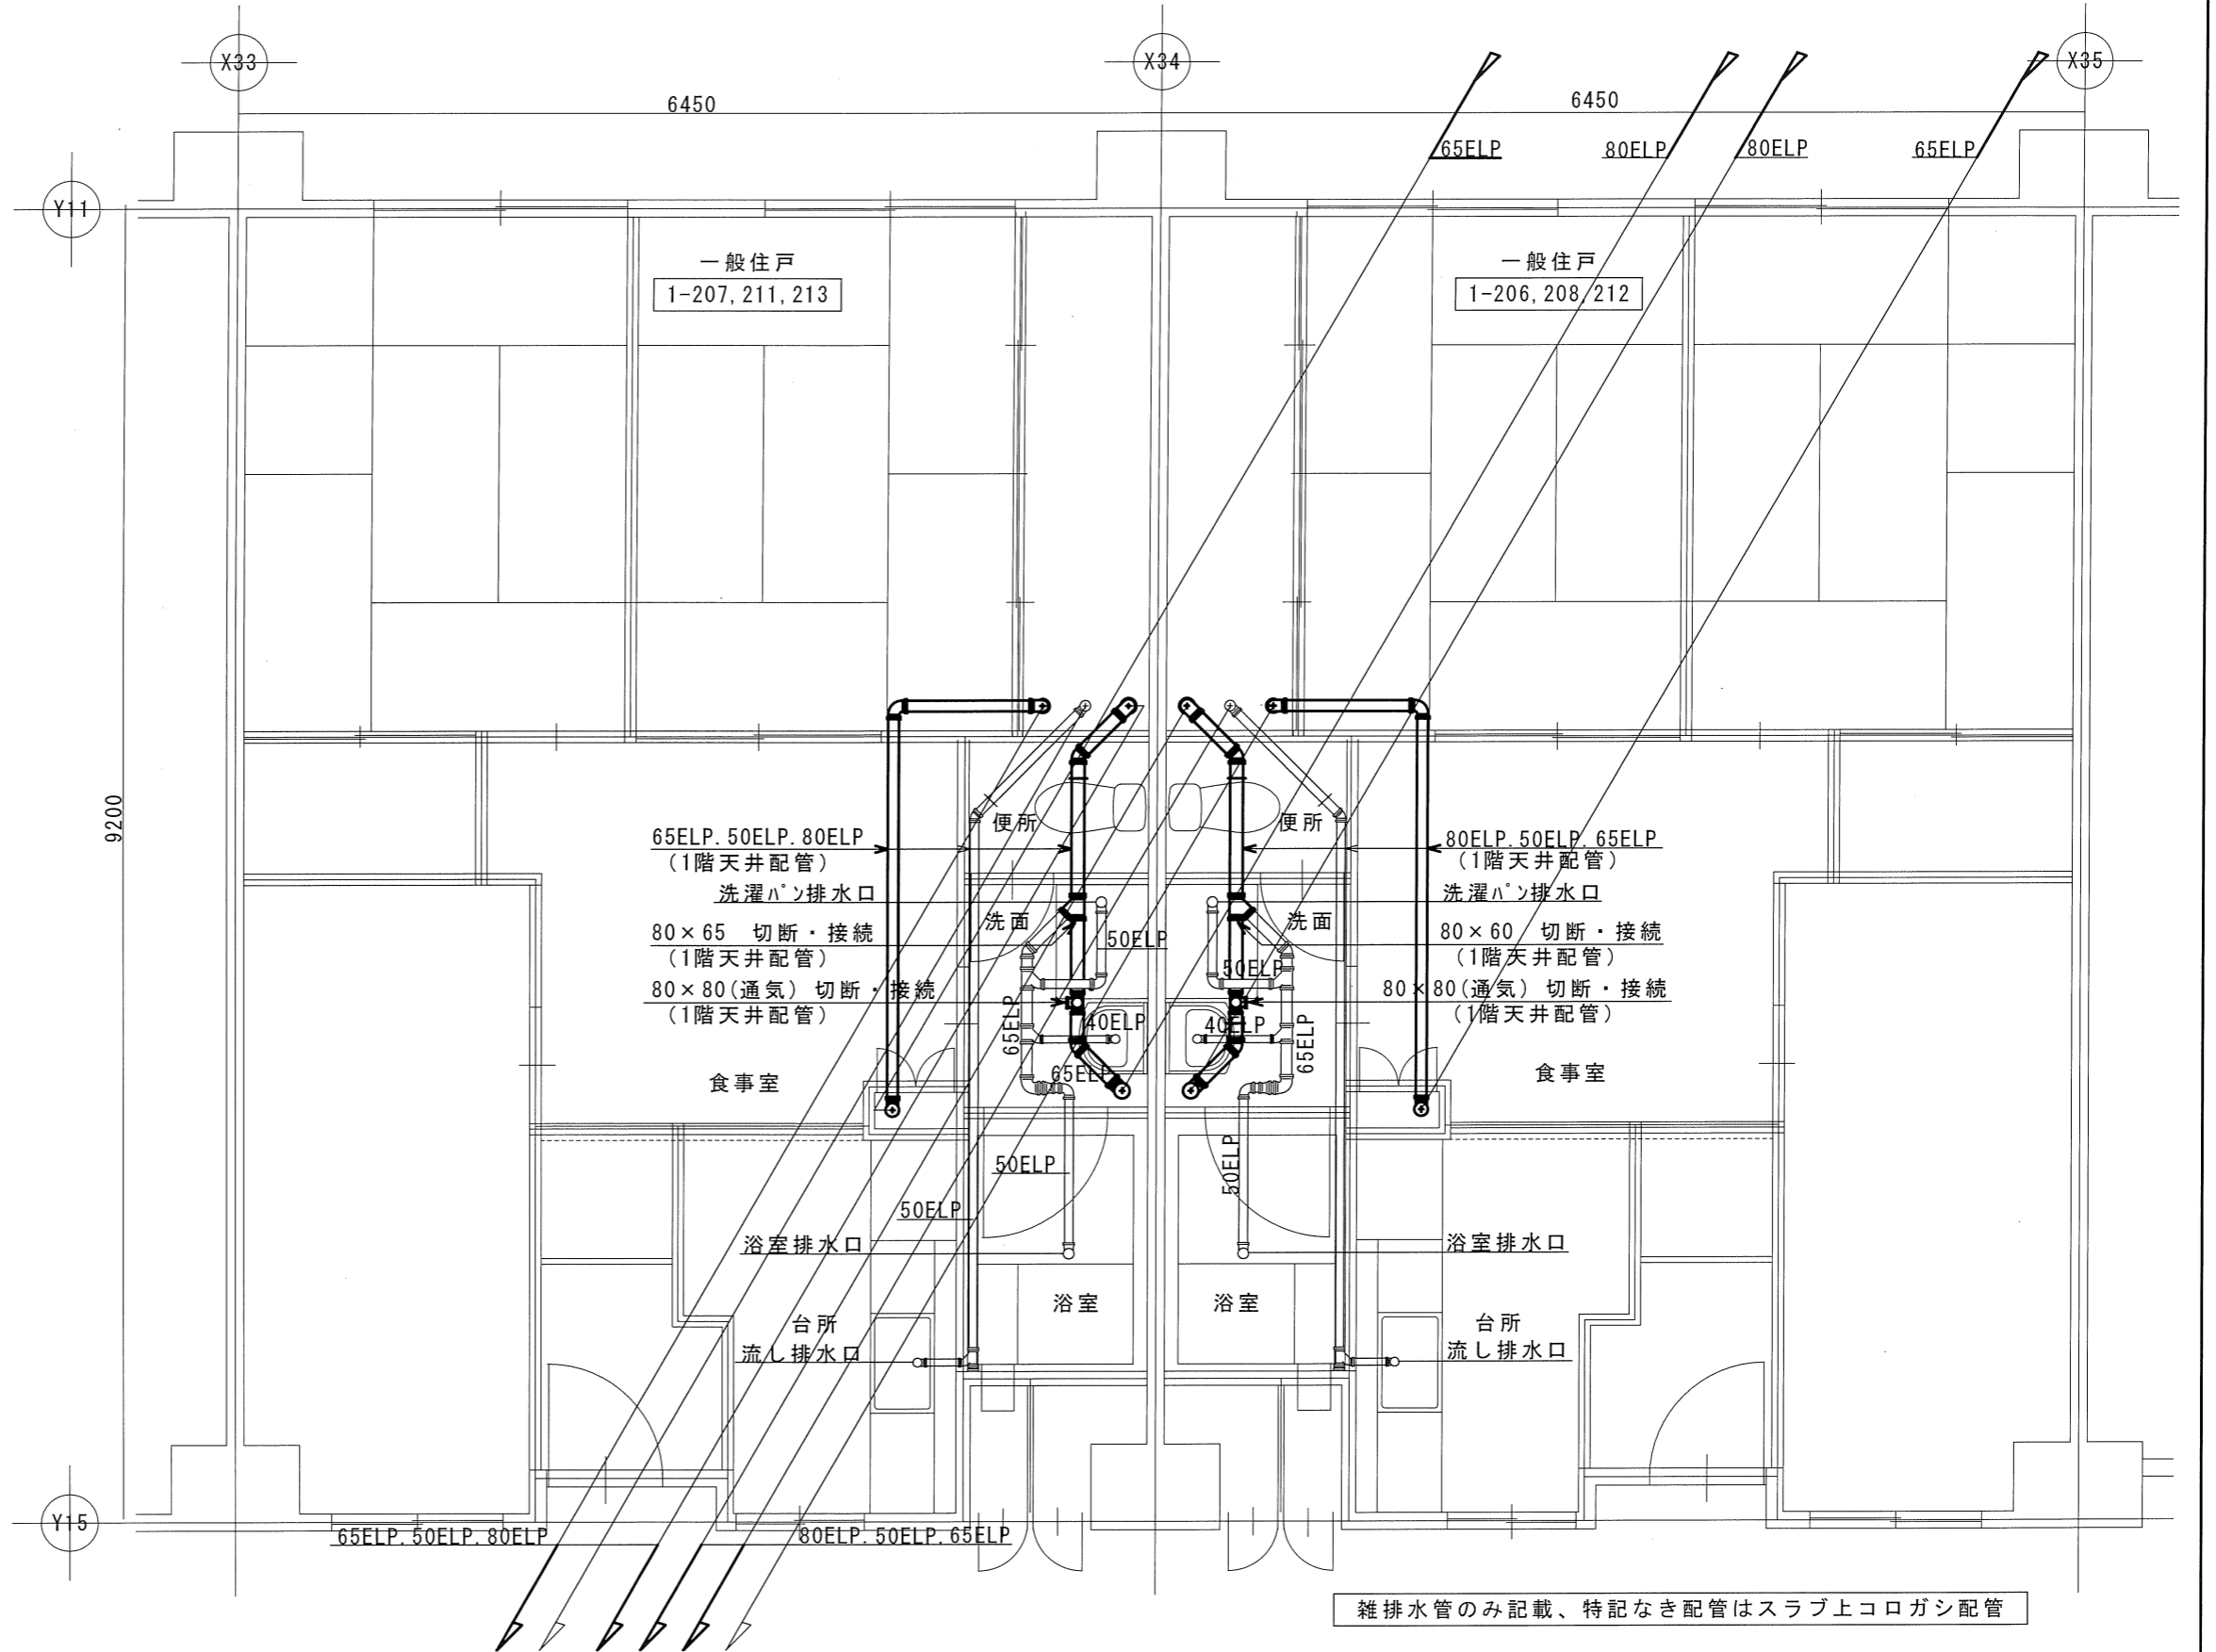 X33
X34
X35
6450
6450
65ELP
80ELP
80ELP
65ELP
Y11
一般住戸
1-207,211,213
一般住戸
1-206,208,212
9200
便所
便所
65ELP.50ELP.80ELP
(1階天井配管)
80ELP.50ELP.65ELP
(1階天井配管)
洗濯パン排水口
洗濯パン排水口
洗面
洗面
80×65 切断・接続
(1階天井配管)
50ELP
80×60 切断・接続
(1階天井配管)
50ELP
80×80(通気) 切断・接続
(1階天井配管)
80×80(通気) 切断・接続
(1階天井配管)
65ELP
40ELP
40ELP
65ELP
65ELP
食事室
食事室
50ELP
50ELP
50ELP
浴室排水口
浴室排水口
浴室
浴室
台所
流し排水口
台所
流し排水口
Y15
65ELP.50ELP.80ELP
80ELP.50ELP.65ELP
雑排水管のみ記載、特記なき配管はスラブ上コロガシ配管